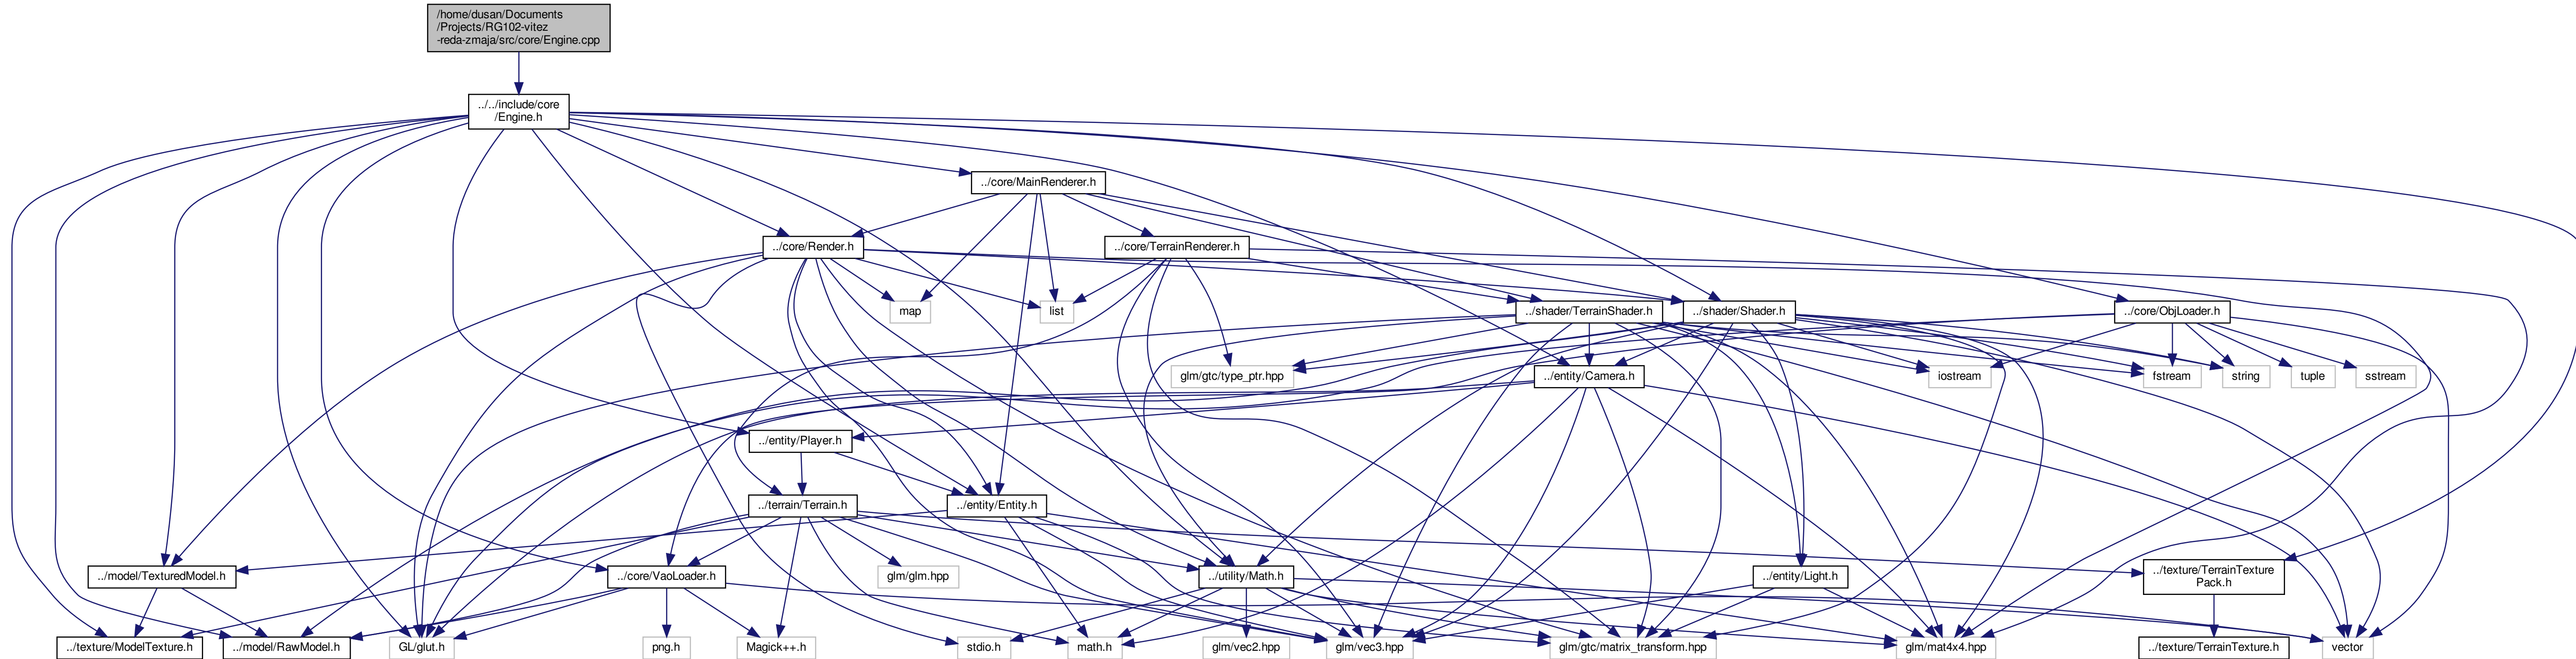 /home/dusan/Documents
/Projects/RG102-vitez
-reda-zmaja/src/core/Engine.cpp
../../include/core
/Engine.h
../core/MainRenderer.h
../core/Render.h
../core/TerrainRenderer.h
map
list
../shader/TerrainShader.h
../shader/Shader.h
../core/ObjLoader.h
glm/gtc/type_ptr.hpp
../entity/Camera.h
iostream
fstream
string
tuple
sstream
../entity/Player.h
../terrain/Terrain.h
../entity/Entity.h
../model/TexturedModel.h
../core/VaoLoader.h
glm/glm.hpp
../utility/Math.h
../entity/Light.h
../texture/TerrainTexture
Pack.h
../texture/ModelTexture.h
../model/RawModel.h
GL/glut.h
png.h
Magick++.h
stdio.h
math.h
glm/vec2.hpp
glm/vec3.hpp
glm/gtc/matrix_transform.hpp
glm/mat4x4.hpp
../texture/TerrainTexture.h
vector